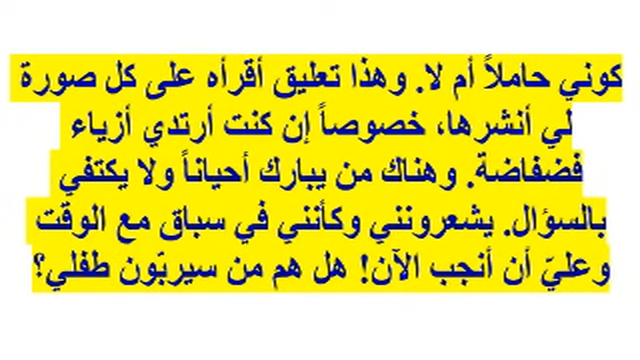 كوني حاملاً أم لا. وهذا تعليق أقرأه على كل صورة
لي أنشرها، خصوصاً إن كنت أرتدي أزياء
فضفاضة. وهناك من يبارك أحياناً ولا يكتفي
بالسؤال. يشعرونني وكأنني في سباق مع الوقت
وعليّ أن أنجب الآن! هل هم من سيربّون طفلي؟